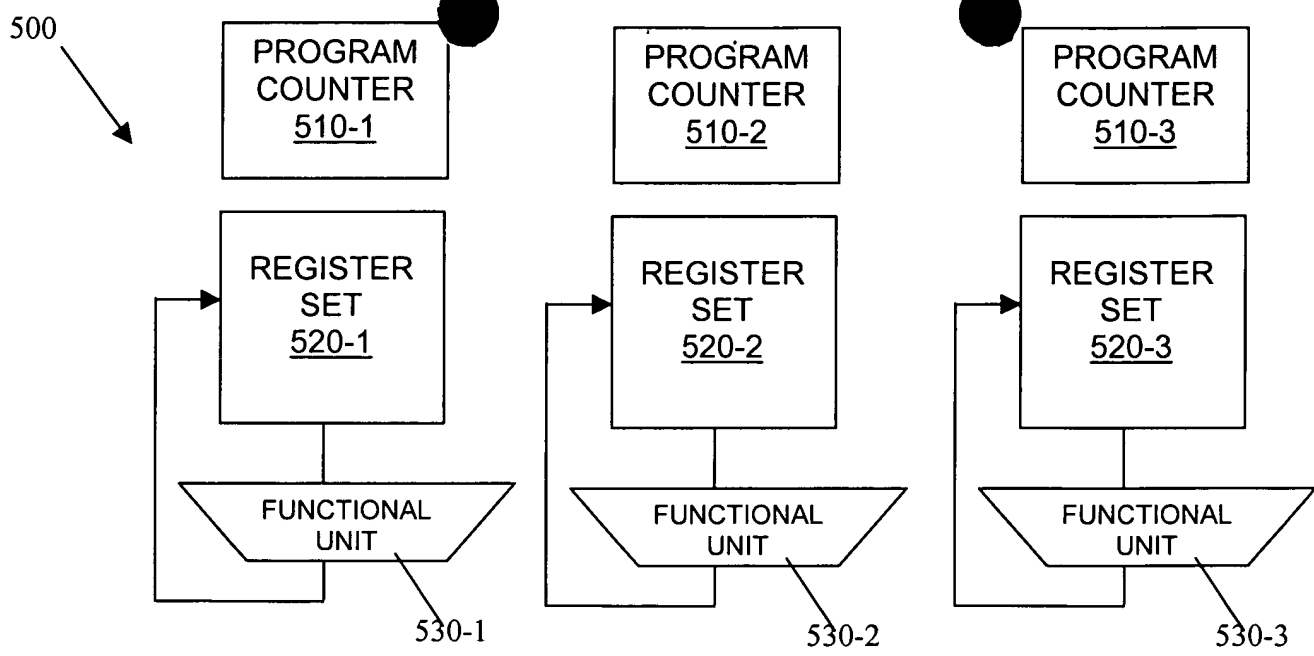 500
PROGRAM
COUNTER
510-1
PROGRAM
COUNTER
510-2
PROGRAM
COUNTER
510-3
REGISTER
SET
520-1
REGISTER
SET
520-2
REGISTER
SET
520-3
FUNCTIONAL
UNIT
530-1
FUNCTIONAL
UNIT
530-2
FUNCTIONAL
UNIT
530-3